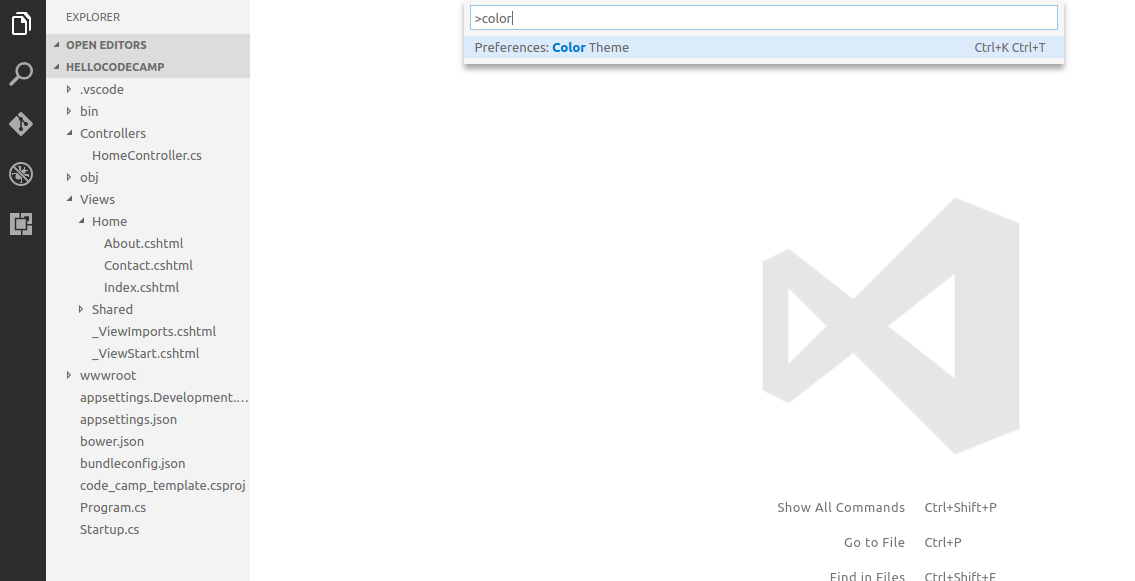 EXPLORER
OPEN EDITORS
HELLOCODECAMP
.vscode
bin
Controllers
HomeController.cs
obj
Views
Home
About.cshtml
Contact.cshtml
Index.cshtml
Shared
_ViewImports.cshtml
_ViewStart.cshtml
wwwroot
appsettings.Development....
appsettings.json
bower.json
bundleconfig.json
code_camp_template.csproj
Program.cs
Startup.cs
>color
Preferences: Color Theme Ctrl+K Ctrl+T
Show All Commands Ctrl+Shift+P
Go to File Ctrl+P
Find in Files Ctrl+Shift+F